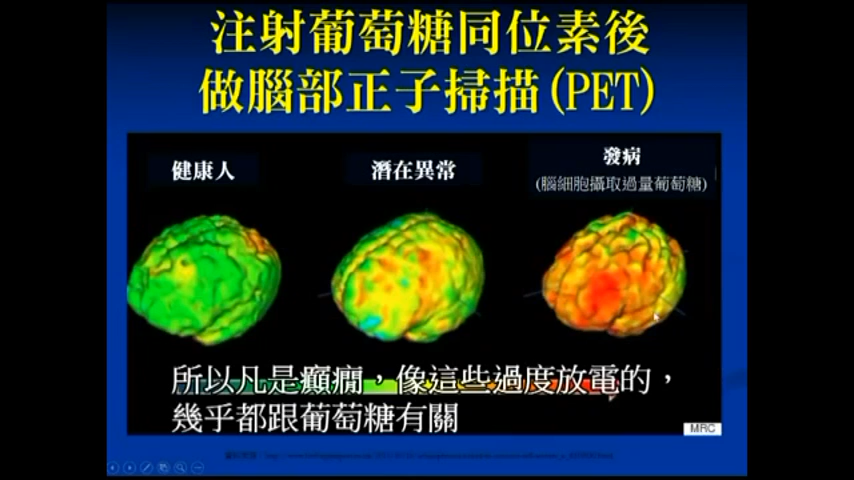 注射葡萄糖同位素後
做腦部正子掃描(PET)
健康人
潛在異常
發病
(腦細胞攝取過量葡萄糖)
所以凡是癲癇，像這些過度放電的，
幾乎都跟葡萄糖有關
MRC